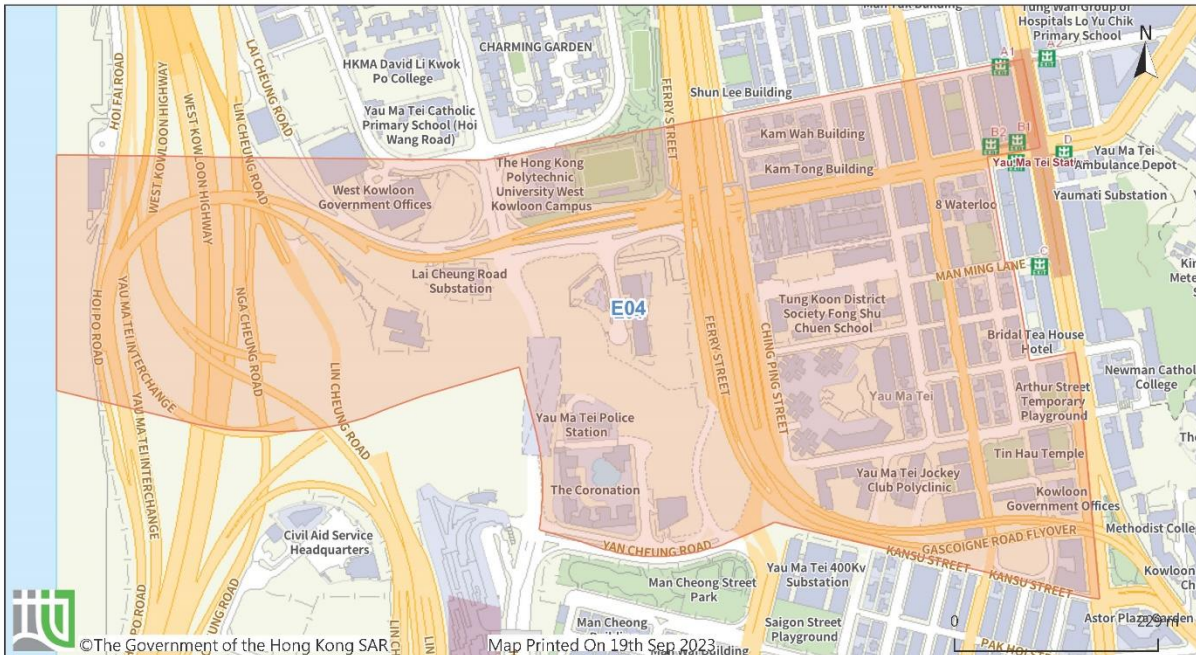 Tung Wah Group of
Hospitals Lo Yu Chik
Primary School
CHARMING GARDEN
HKMA David Li Kwok
Po College
Yau Ma Tei Catholic
Primary School (Hoi
Wang Road)
HOI FAI ROAD
WEST KOWLOON HIGHWAY
WEST KOWLOON HIGHWAY
LIN CHEUNG ROAD
LAI CHEUNG ROAD
FERRY STREET
Shun Lee Building
A1
A2
N
Kam Wah Building
Kam Tong Building
B2
B1
D
Yau Ma Tei
Ambulance Depot
Yaumati Substation
The Hong Kong
Polytechnic
University West
Kowloon Campus
West Kowloon
Government Offices
8 Waterloo
Lai Cheung Road
Substation
MAN MING LANE
C
E04
Tung Koon District
Society Fong Shu
Chuen School
HOI PO ROAD
YAU MA TEI INTERCHANGE
YAU MA TEI INTERCHANGE
NGA CHEUNG ROAD
LIN CHEUNG ROAD
FERRY STREET
CHING PING STREET
Bridal Tea House
Hotel
Newman Catholic
College
Yau Ma Tei
Arthur Street
Temporary
Playground
Yau Ma Tei Police
Station
Tin Hau Temple
The Coronation
Yau Ma Tei Jockey
Club Polyclinic
Kowloon
Government Offices
Civil Aid Service
Headquarters
YAN CHEUNG ROAD
GASCOIGNE ROAD FLYOVER
KANSU STREET
KANSU STREET
Yau Ma Tei 400Kv
Substation
Man Cheong Street
Park
Man Cheong
Saigon Street
Playground
Astor Plaza Garden
PAK HOI
0
229 m
©The Government of the Hong Kong SAR
Map Printed On 19th Sep 2023